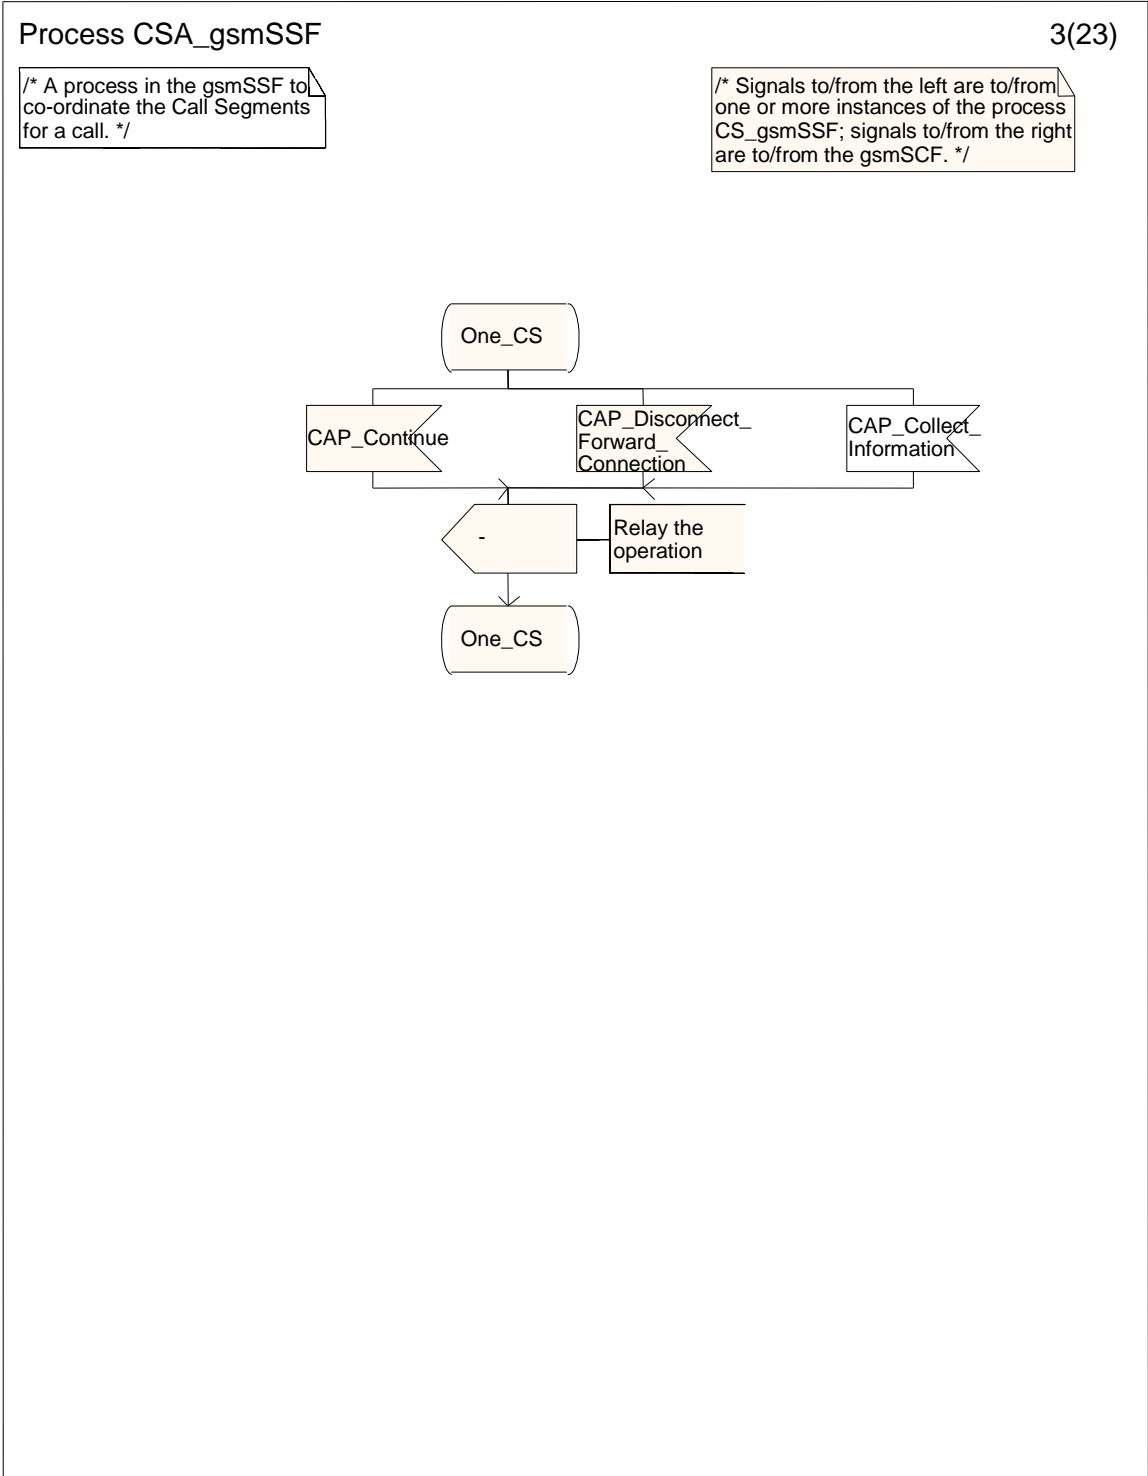 Process CSA_gsmSSF
3(23)
/* A process in the gsmSSF to
co-ordinate the Call Segments
for a call. */
/* Signals to/from the left are to/from
one or more instances of the process
CS_gsmSSF; signals to/from the right
are to/from the gsmSCF. */
One_CS
CAP_Continue
CAP_Disconnect_
Forward_
Connection
CAP_Collect_
Information
-
Relay the
operation
One_CS